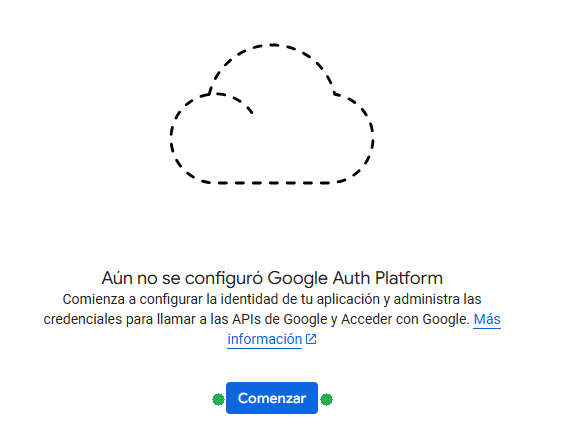 Aún no se configuró Google Auth Platform
Comienza a configurar la identidad de tu aplicación y administra las
credenciales para llamar a las APIs de Google y Acceder con Google. Más
información
Comenzar